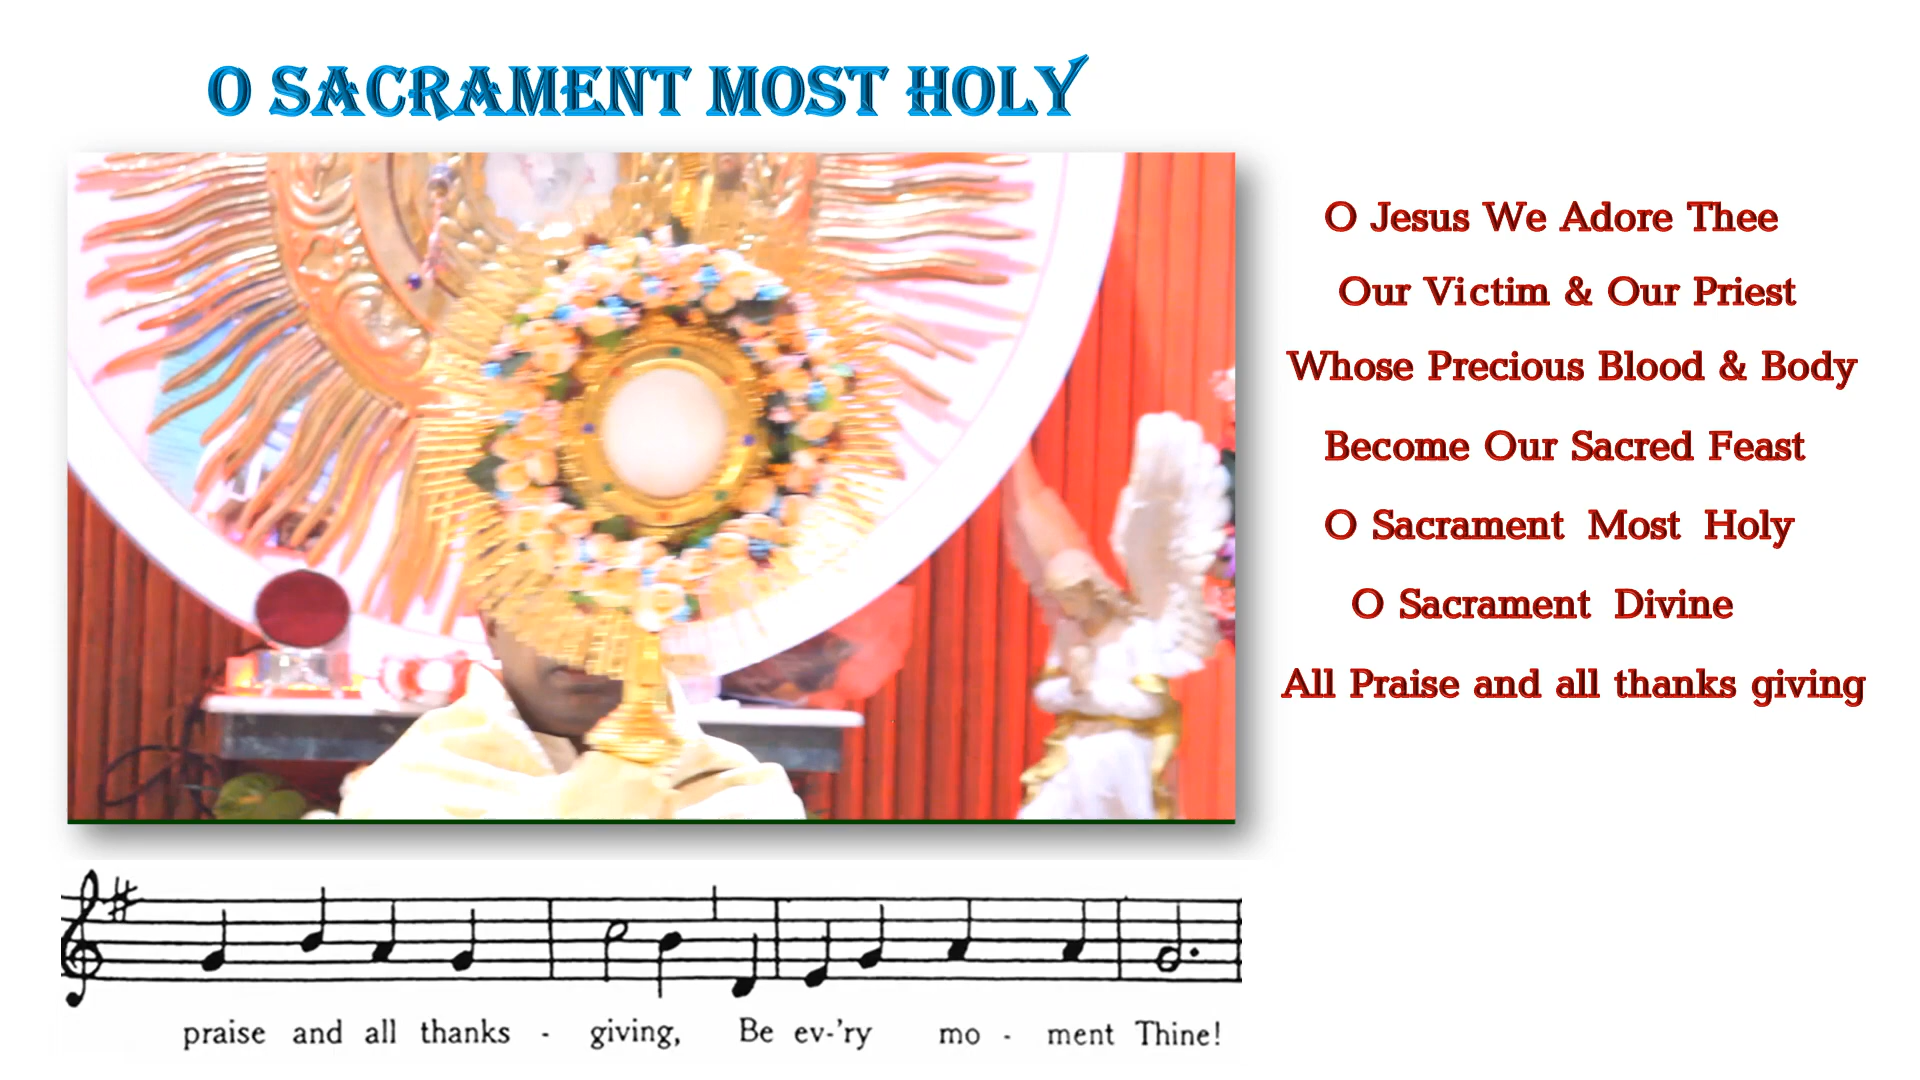 O SACRAMENT MOST HOLY
O Jesus We Adore Thee
Our Victim & Our Priest
Whose Precious Blood & Body
Become Our Sacred Feast
O Sacrament Most Holy
O Sacrament Divine
All Praise and all thanks giving
praise and all thanks - giving, Be ev-'ry mo - ment Thine!